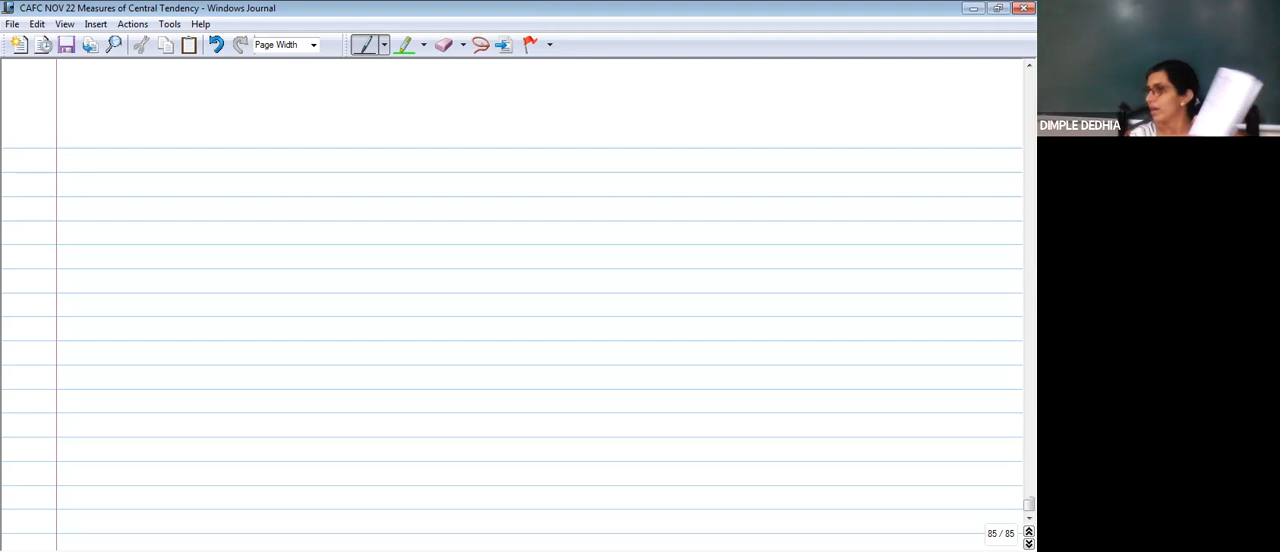 CAFC NOV 22 Measures of Central Tendency - Windows Journal
File Edit View Insert Actions Tools Help
Page Width
DIMPLE DEDHIA
85 / 85